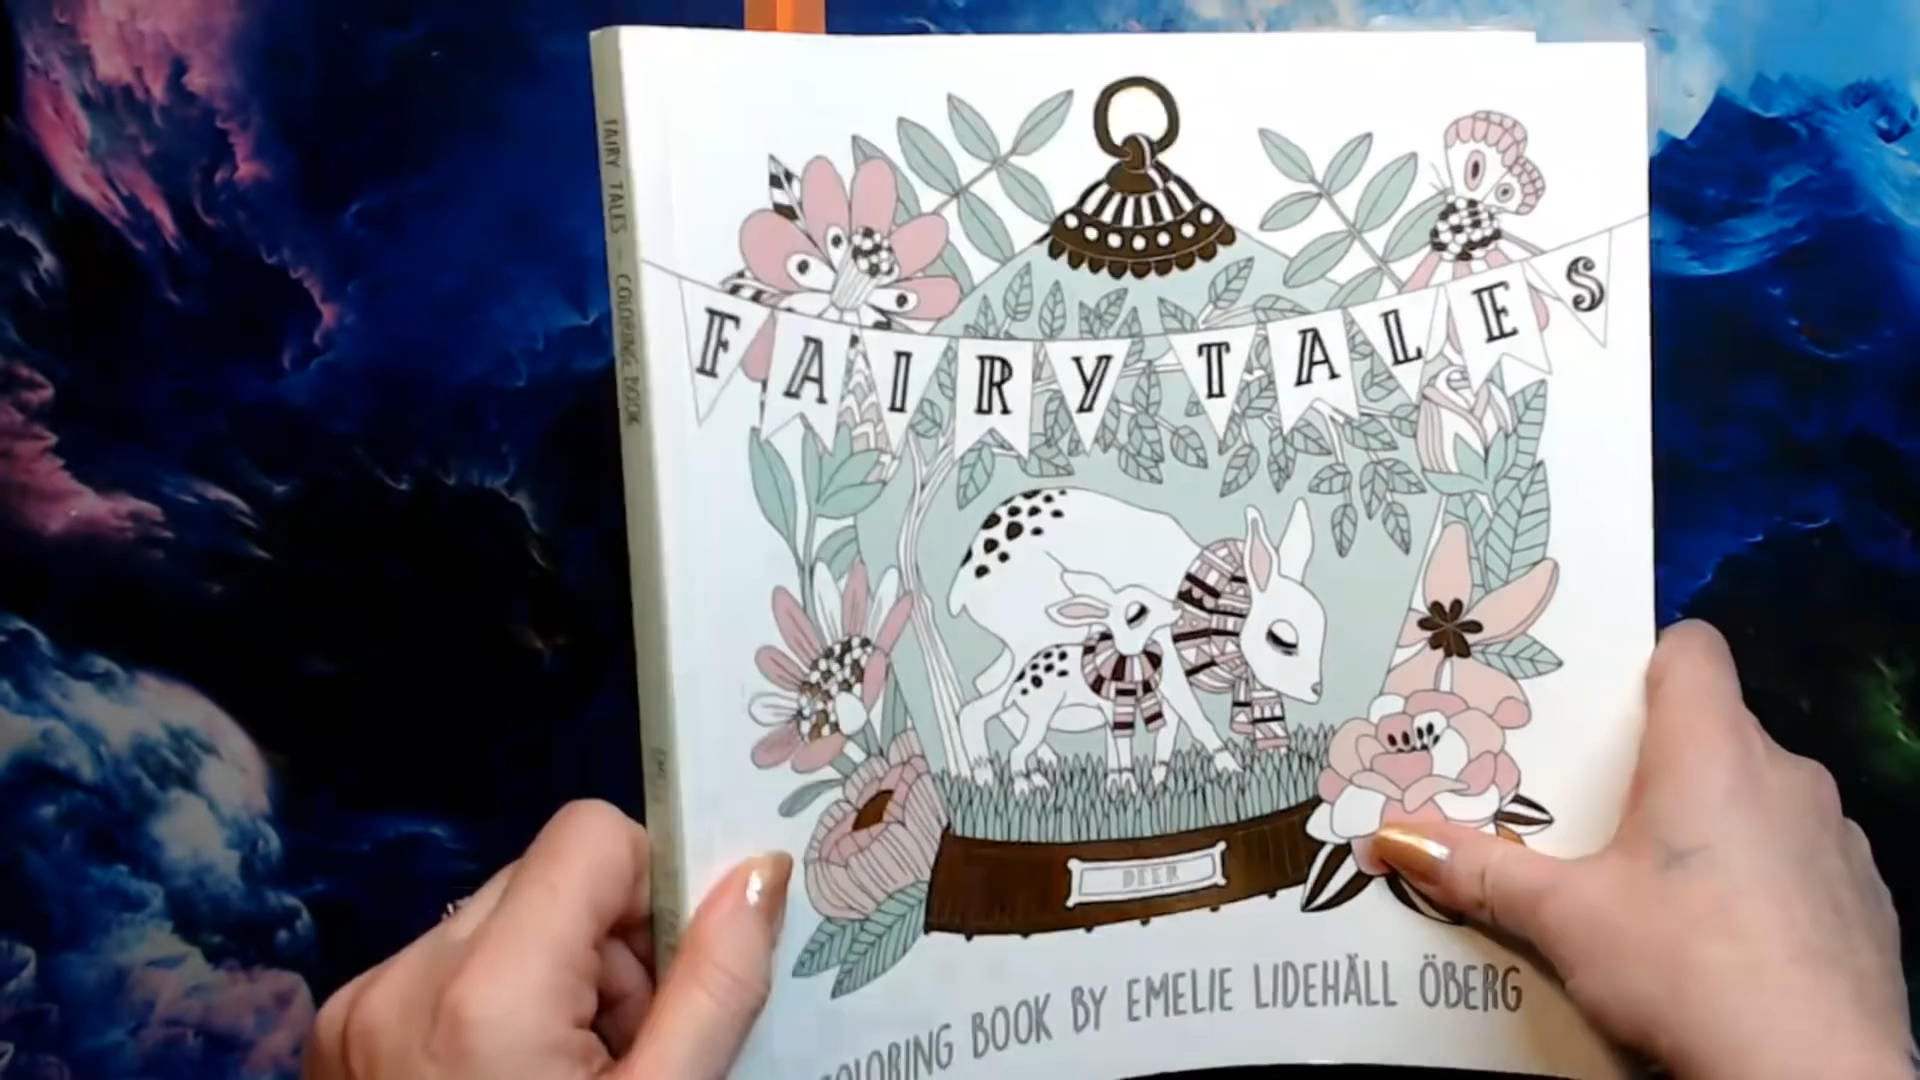 FAIRY TALES
DEER
COLORING BOOK BY EMELIE LIDEHÄLL ÖBERG
FAIRY TALES - COLORING BOOK